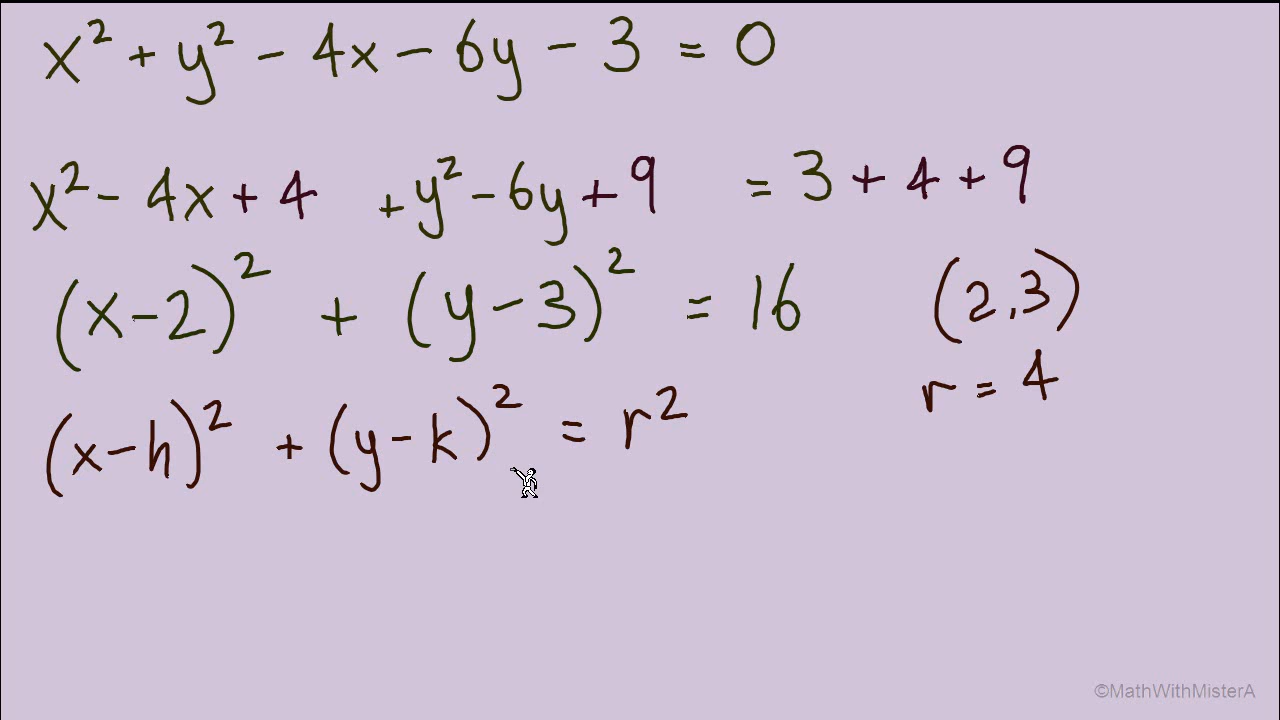 x² + y² - 4x - 6y - 3 = 0
x² - 4x + 4 + y² - 6y + 9 = 3 + 4 + 9
(x-2)² + (y-3)² = 16 (2,3)
(x-h)² + (y-k)² = r² r = 4
©MathWithMisterA